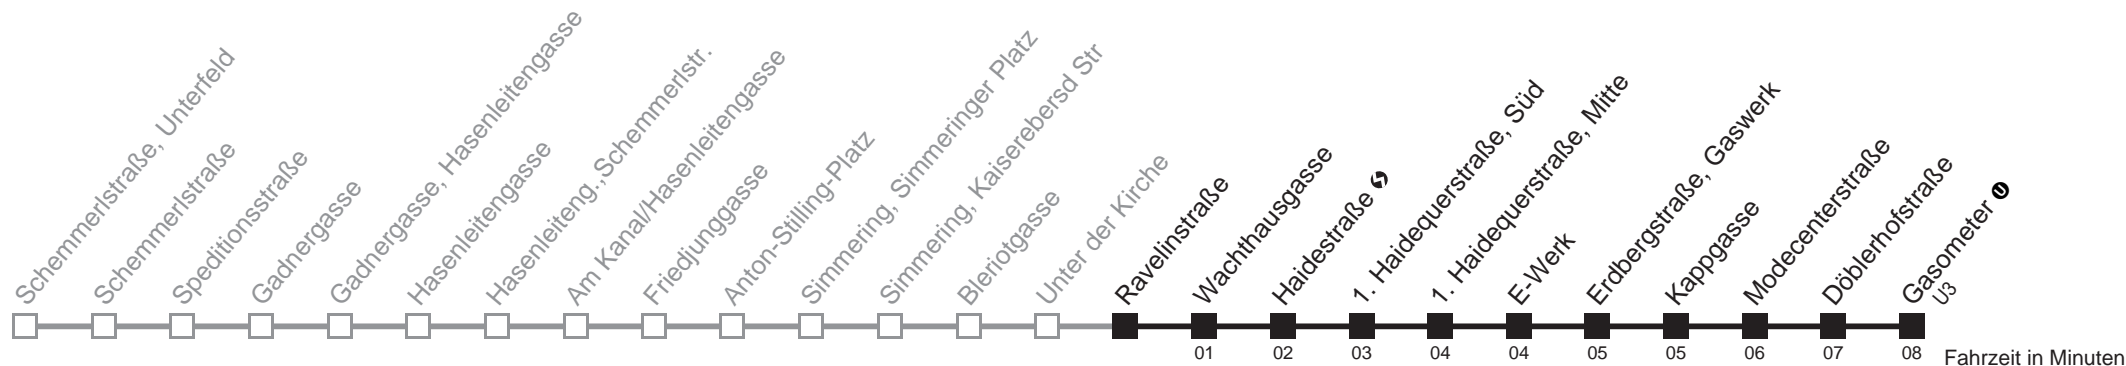 Schemmerlstraße, Unterfeld
Schemmerlstraße
Speditionsstraße
Gadnergasse
Gadnergasse, Hasenleitengasse
Hasenleitengasse
Hasenleiteng.,Schemmerlstr.
Am Kanal/Hasenleitengasse
Friedjunggasse
Anton-Stilling-Platz
Simmering, Simmeringer Platz
Simmering, Kaiserebersd Str
Bleriotgasse
Unter der Kirche
Ravelinstraße
Wachthausgasse
Haidestraße
1. Haidequerstraße, Süd
1. Haidequerstraße, Mitte
E-Werk
Erdbergstraße, Gaswerk
Kappgasse
Modecenterstraße
Döblerhofstraße
Gasometer U
U3
01 02 03 04 04 05 05 06 07 08
Fahrzeit in Minuten